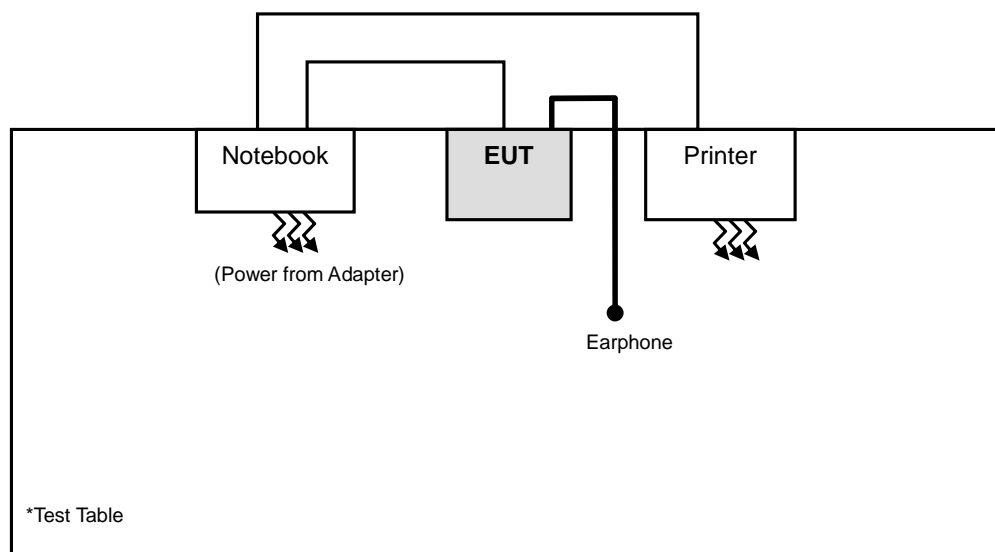 Notebook
EUT
Printer
(Power from Adapter)
Earphone
*Test Table